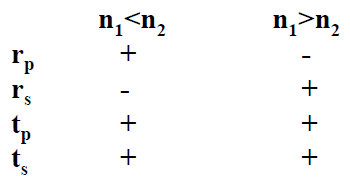 n₁<n₂ n₁>n₂
rₚ + -
rₛ - +
tₚ + +
tₛ + +